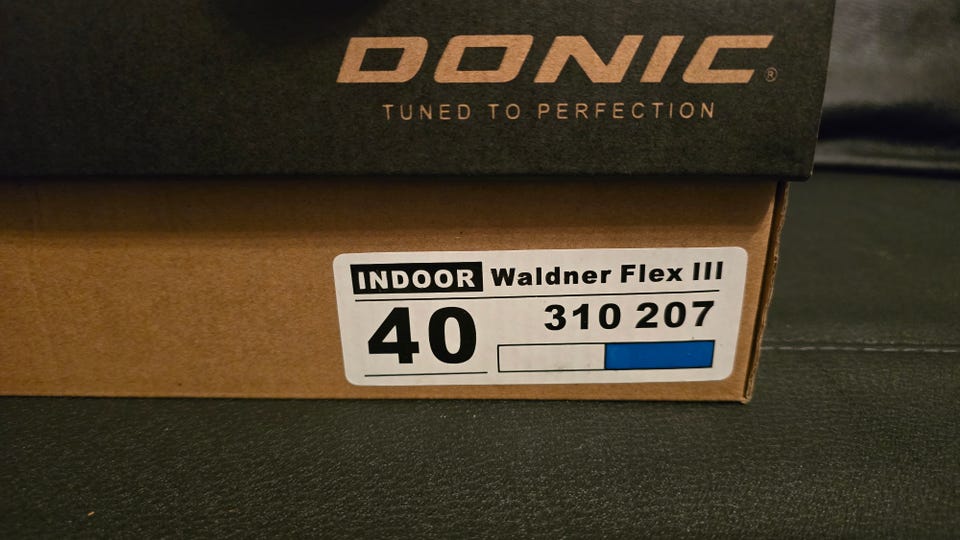 DONIC®
TUNED TO PERFECTION
INDOOR Waldner Flex III
40 310 207